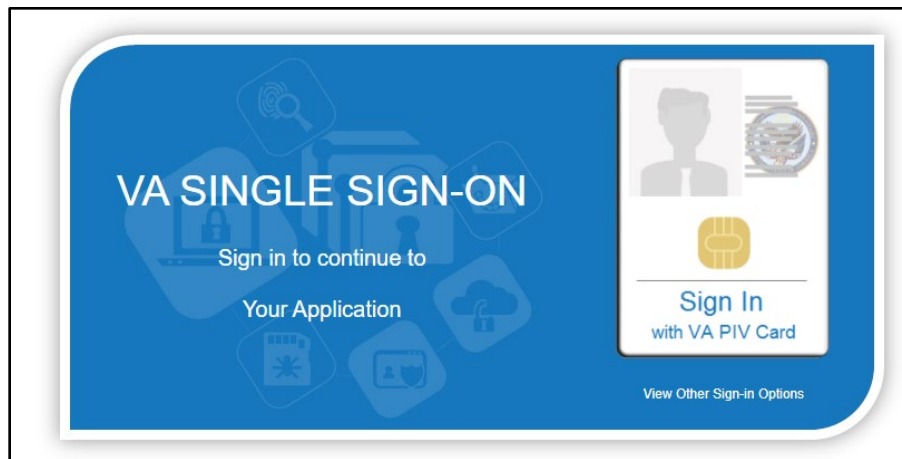 VA SINGLE SIGN-ON
Sign in to continue to
Your Application
Sign In
with VA PIV Card
View Other Sign-in Options